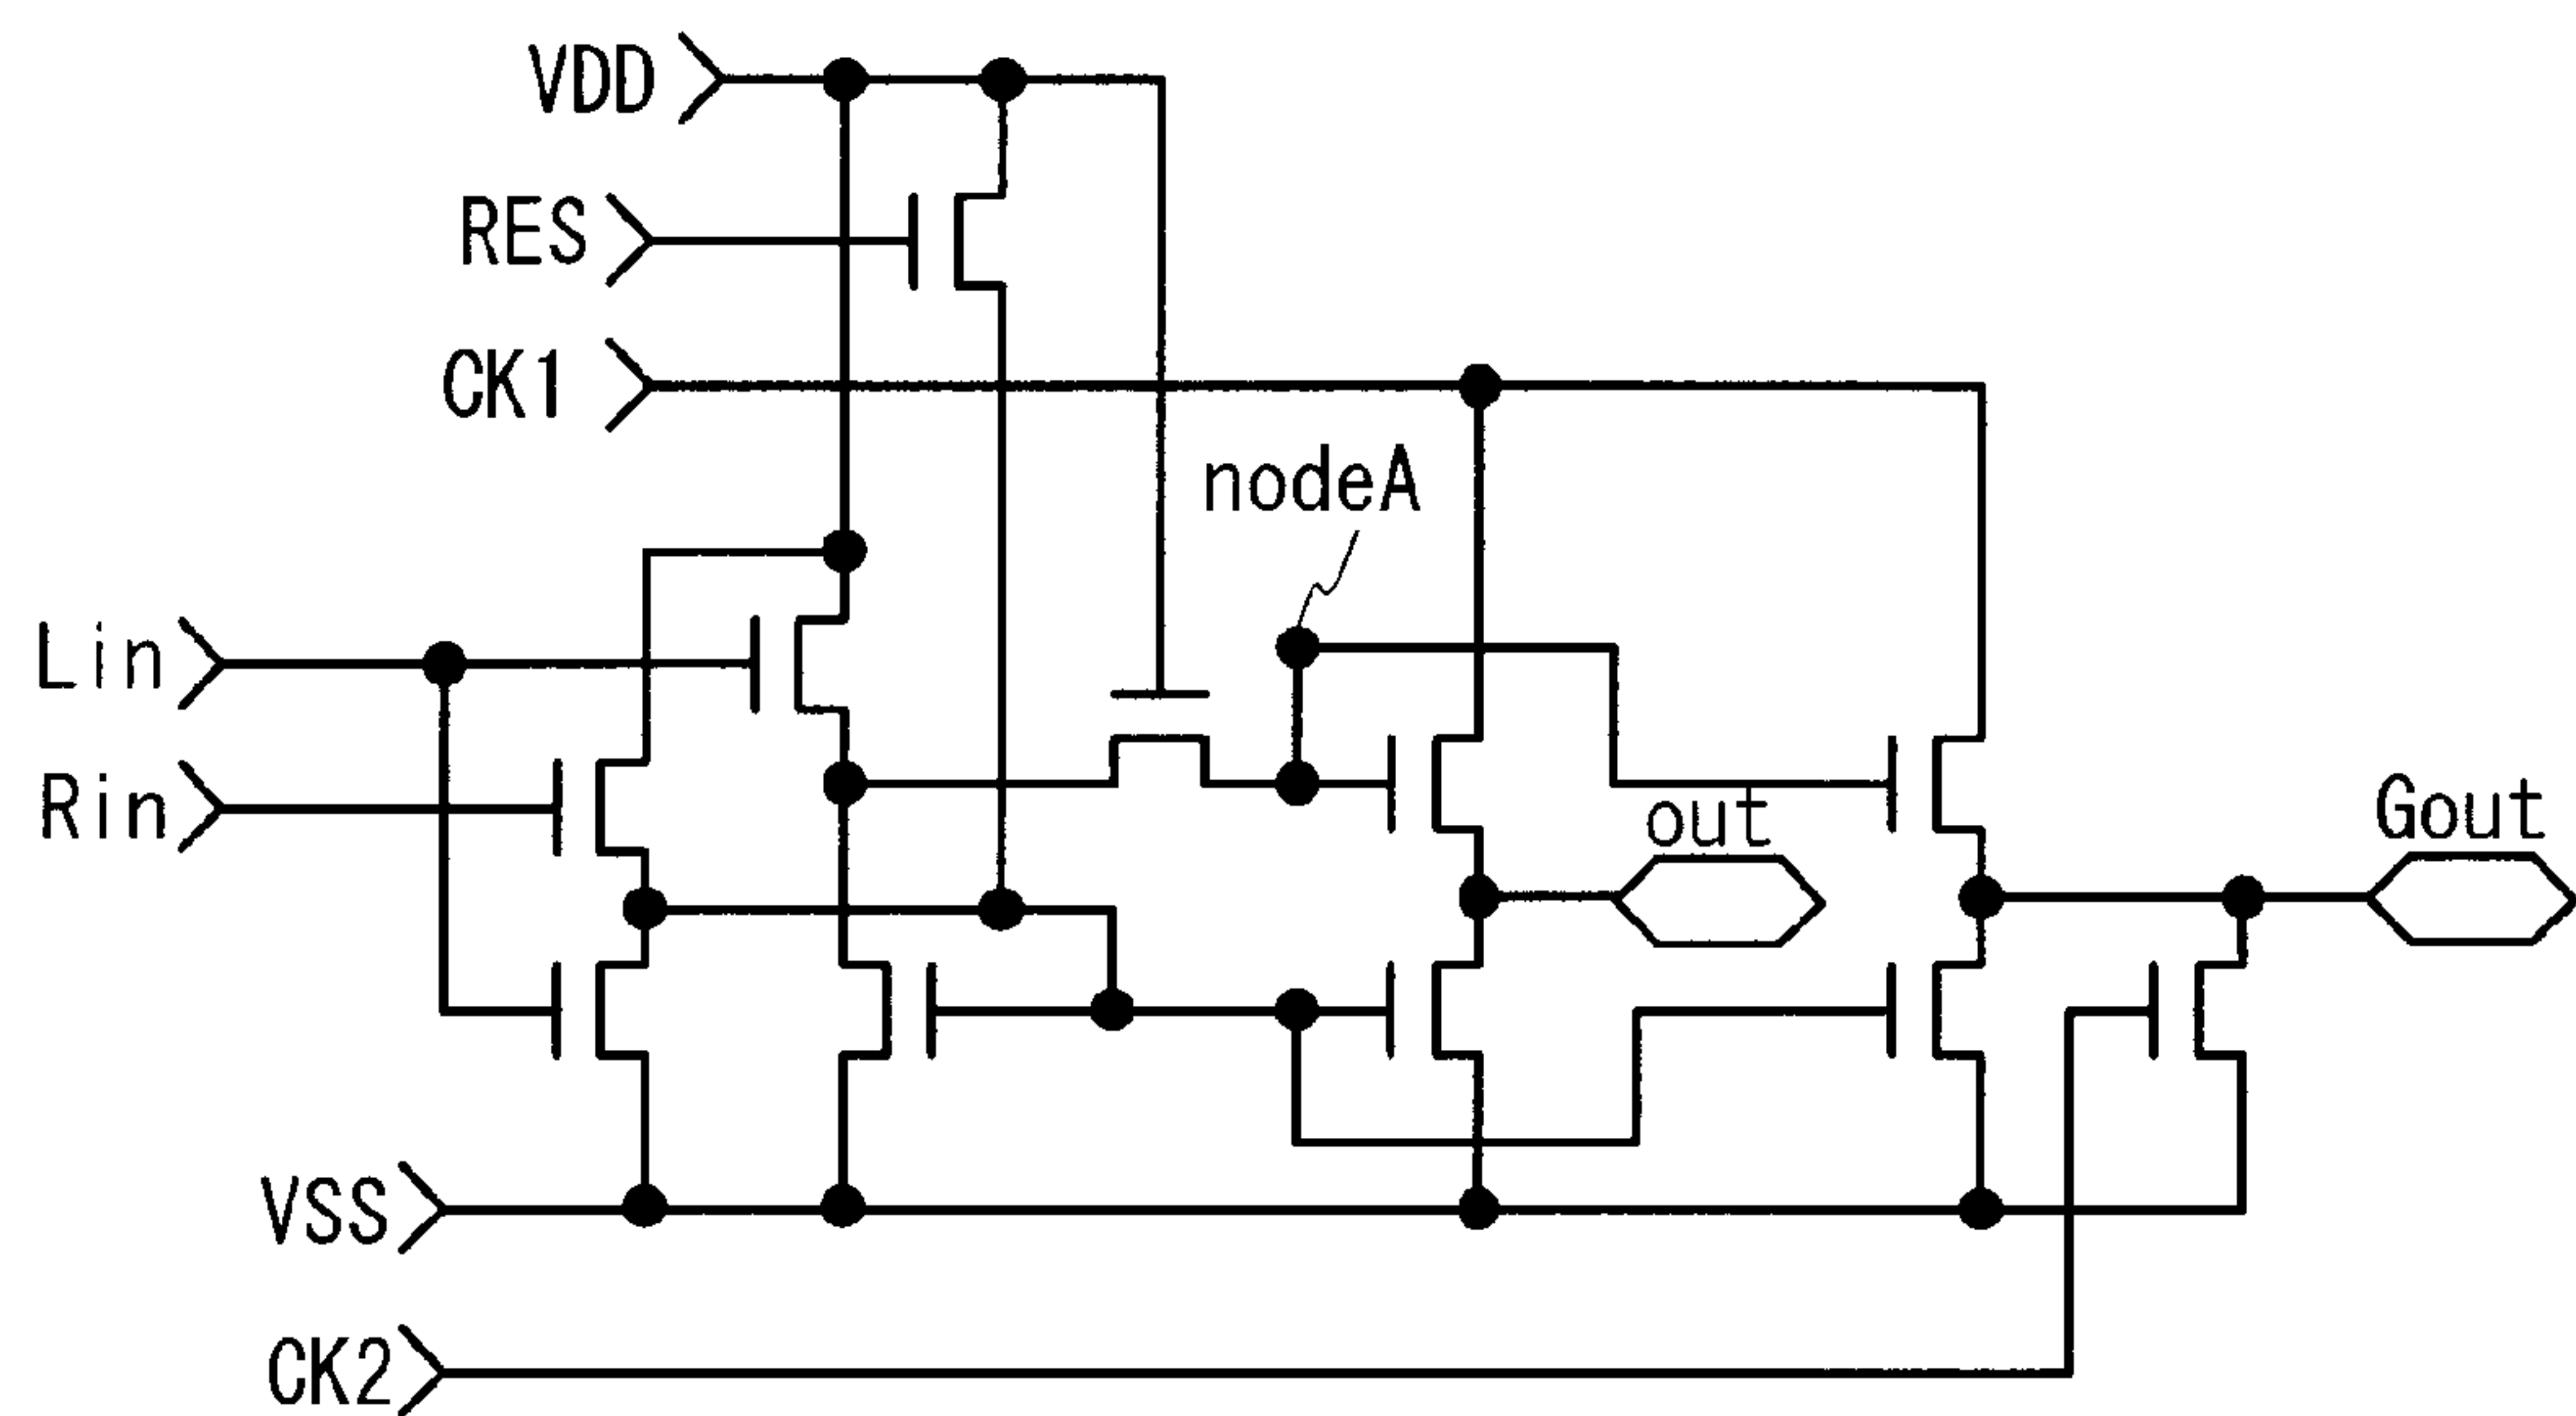 VDD
RES
CK1
nodeA
Lin
Rin
out
Gout
VSS
CK2